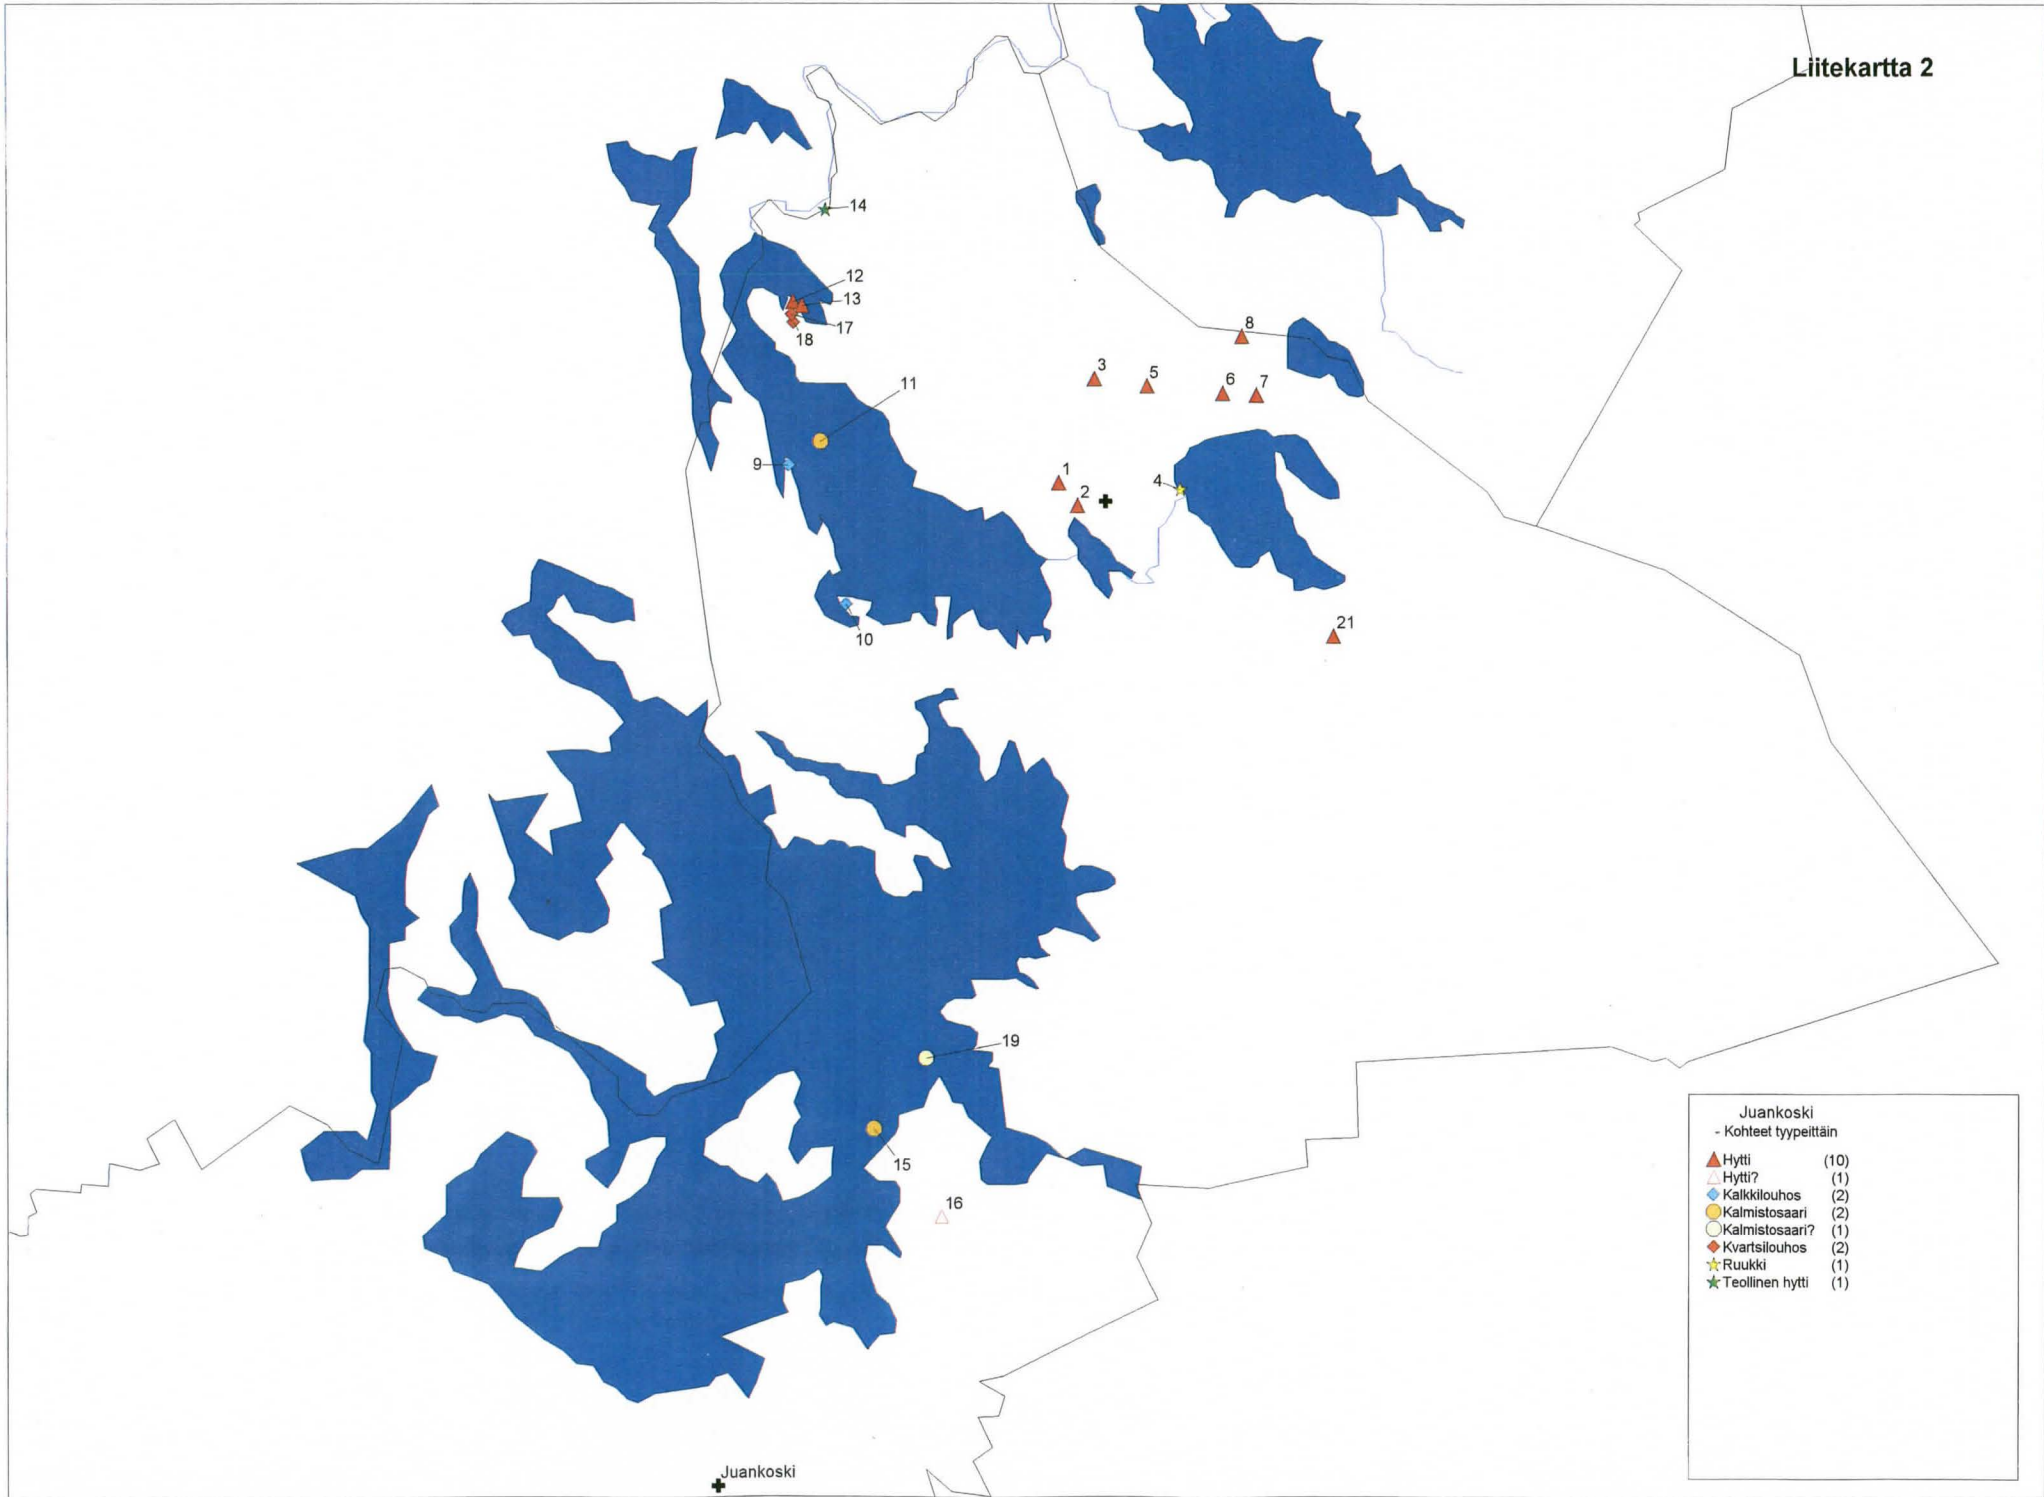 Liitekartta 2
14
12
13
17
18
8
3
5
6
7
11
9
1
2
4
10
21
19
15
16
Juankoski
Juankoski
- Kohteet tyypeittäin
Hytti (10)
Hytti? (1)
Kalkkilouhos (2)
Kalmistosaari (2)
Kalmistosaari? (1)
Kvartsilouhos (2)
Ruukki (1)
Teollinen hytti (1)